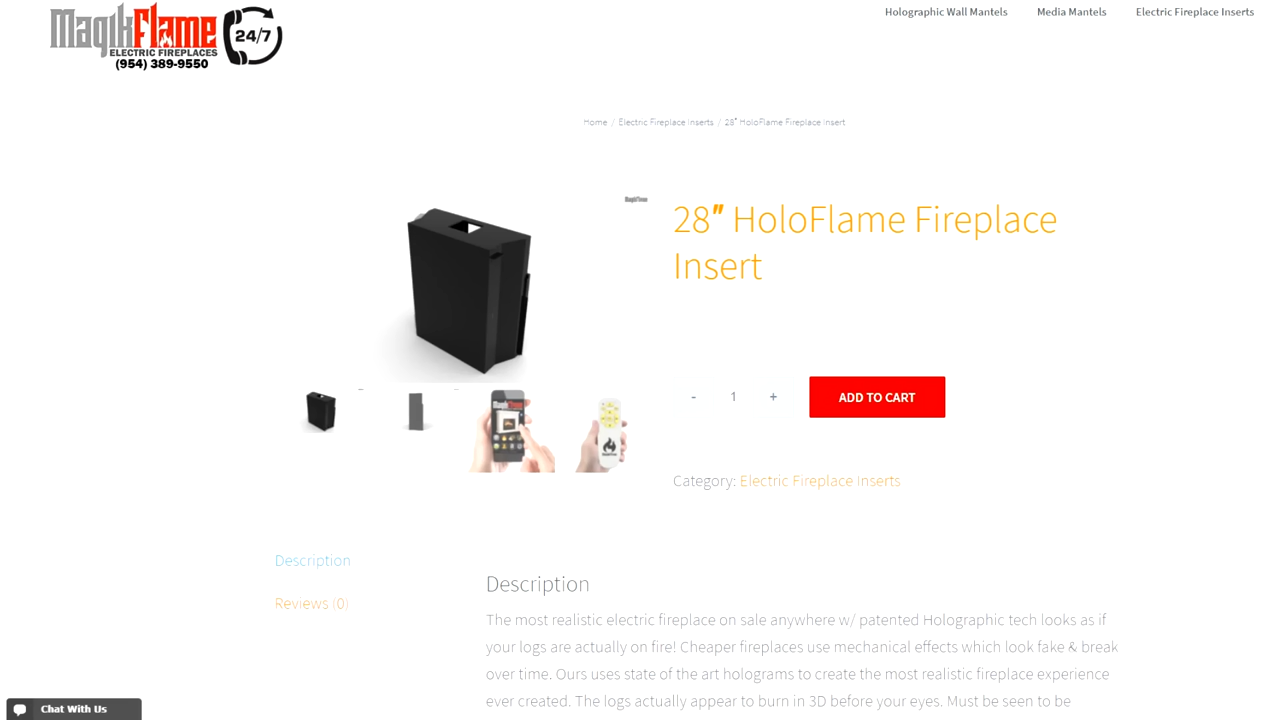 MagikFlame
24/7
ELECTRIC FIREPLACES
(954) 389-9550
Holographic Wall Mantels
Media Mantels
Electric Fireplace Inserts
Home / Electric Fireplace Inserts / 28″ HoloFlame Fireplace Insert
MagikFlame
28″ HoloFlame Fireplace
Insert
- 1 +
ADD TO CART
Category: Electric Fireplace Inserts
Description
Reviews (0)
Description
The most realistic electric fireplace on sale anywhere w/ patented Holographic tech looks as if
your logs are actually on fire! Cheaper fireplaces use mechanical effects which look fake & break
over time. Ours uses state of the art holograms to create the most realistic fireplace experience
ever created. The logs actually appear to burn in 3D before your eyes. Must be seen to be
Chat With Us